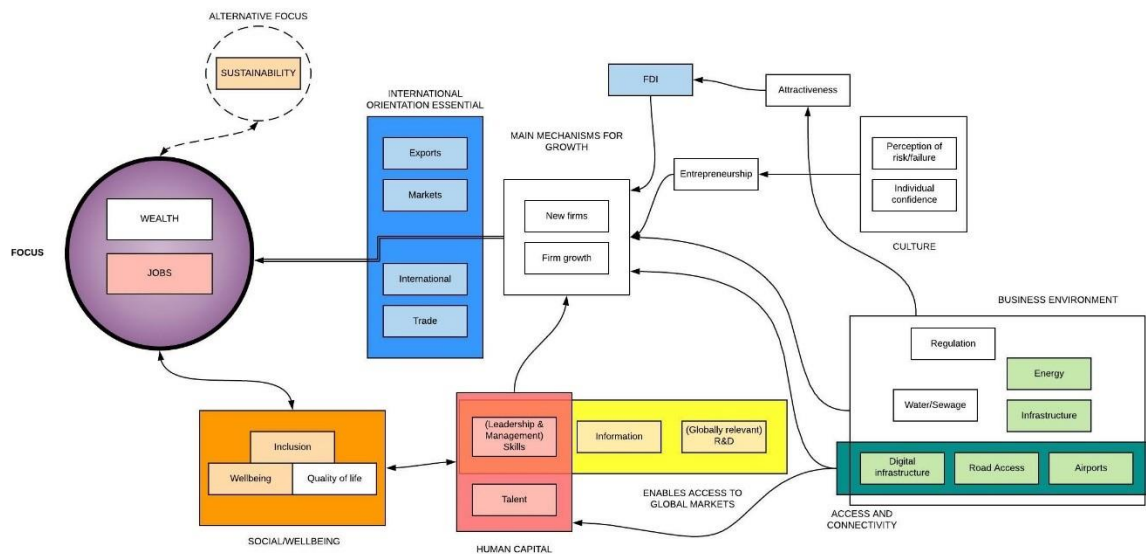 ALTERNATIVE FOCUS
SUSTAINABILITY
INTERNATIONAL
ORIENTATION ESSENTIAL
Exports
Markets
International
Trade
MAIN MECHANISMS FOR
GROWTH
New firms
Firm growth
FDI
Attractiveness
Entrepreneurship
Perception of
risk/failure
Individual
confidence
CULTURE
FOCUS
WEALTH
JOBS
BUSINESS ENVIRONMENT
Regulation
Energy
Water/Sewage
Infrastructure
Digital
infrastructure
Road Access
Airports
ACCESS AND
CONNECTIVITY
Inclusion
Wellbeing
Quality of life
SOCIAL/WELLBEING
(Leadership &
Management)
Skills
Information
(Globally relevant)
R&D
Talent
ENABLES ACCESS TO
GLOBAL MARKETS
HUMAN CAPITAL